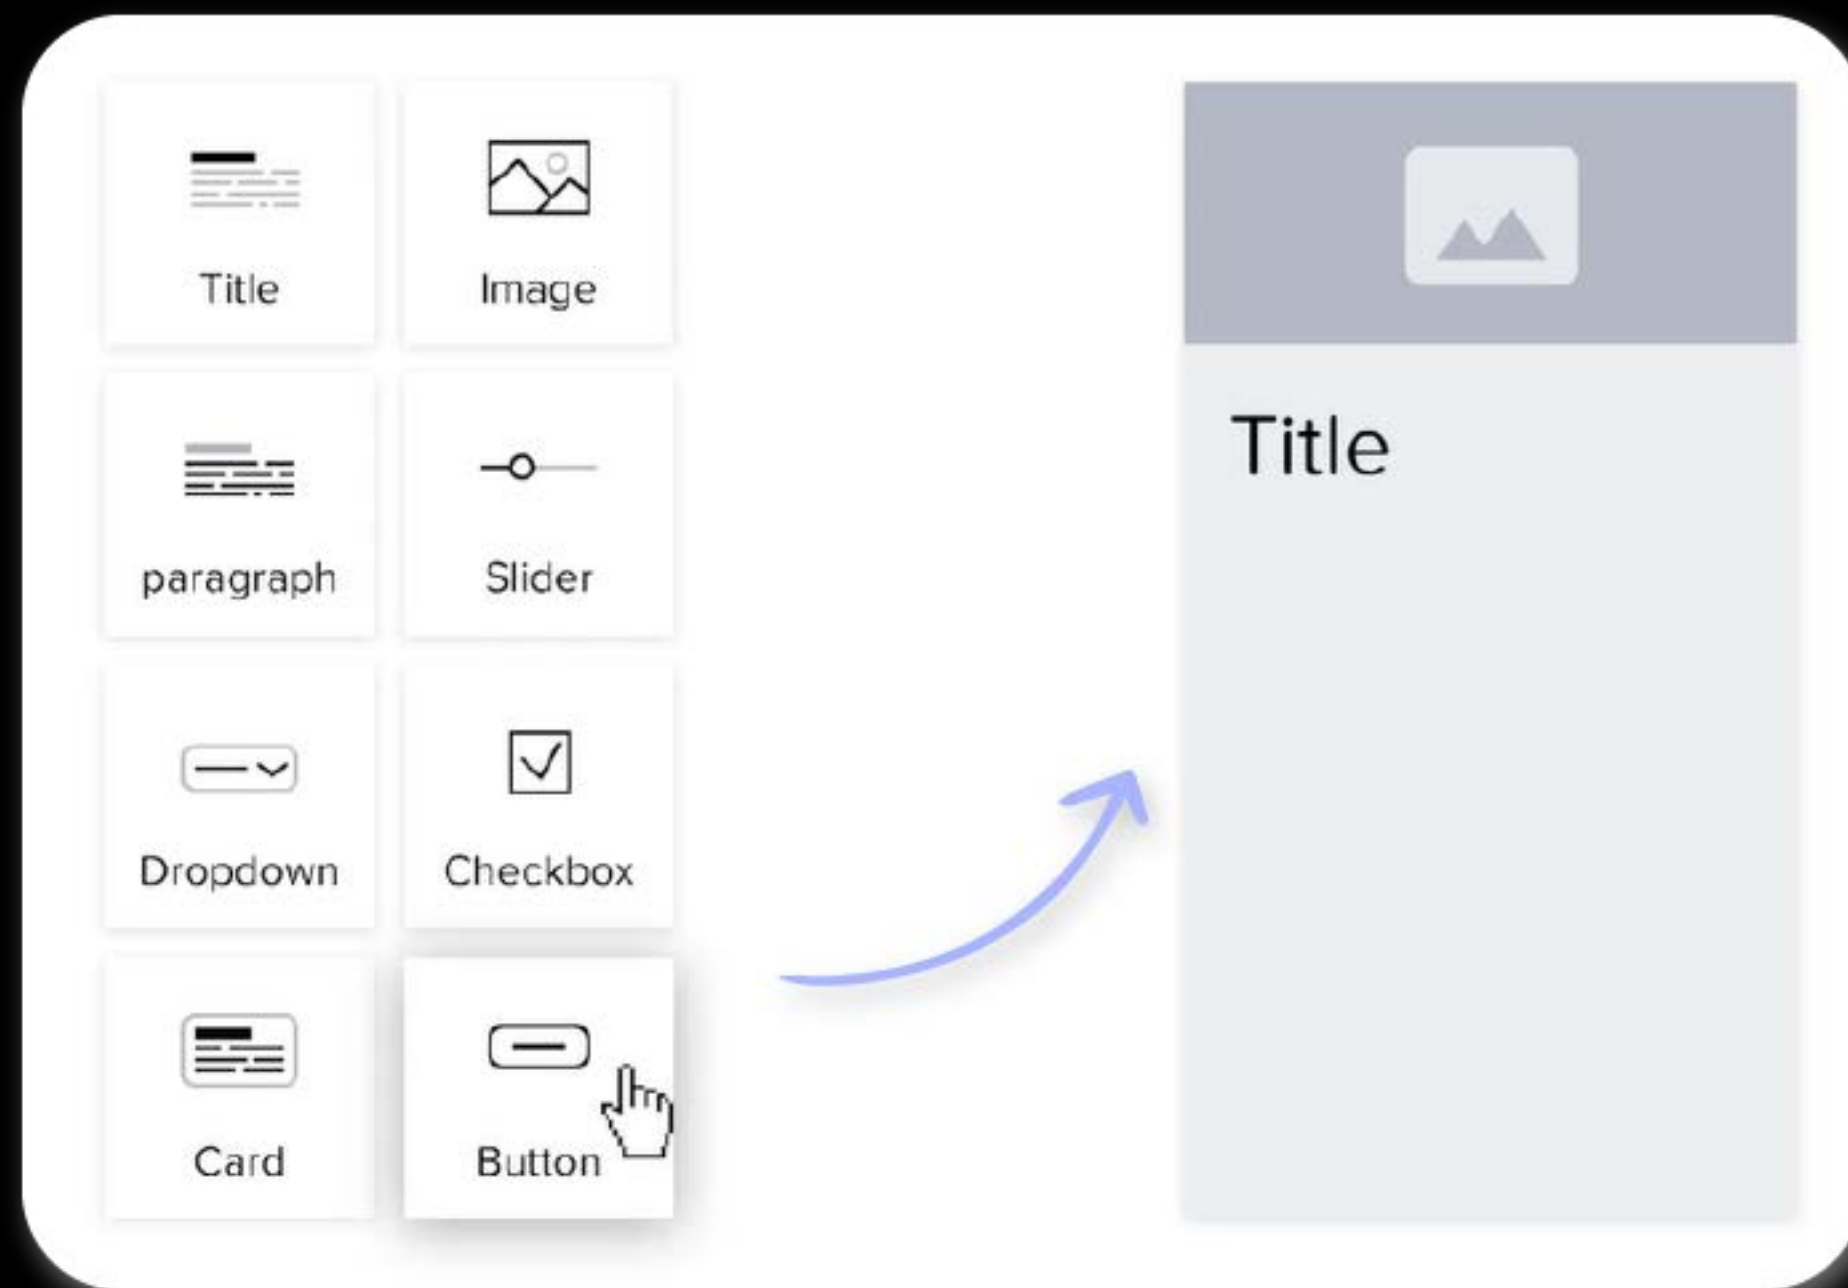 Title
Image
paragraph
Slider
Dropdown
Checkbox
Card
Button
Title